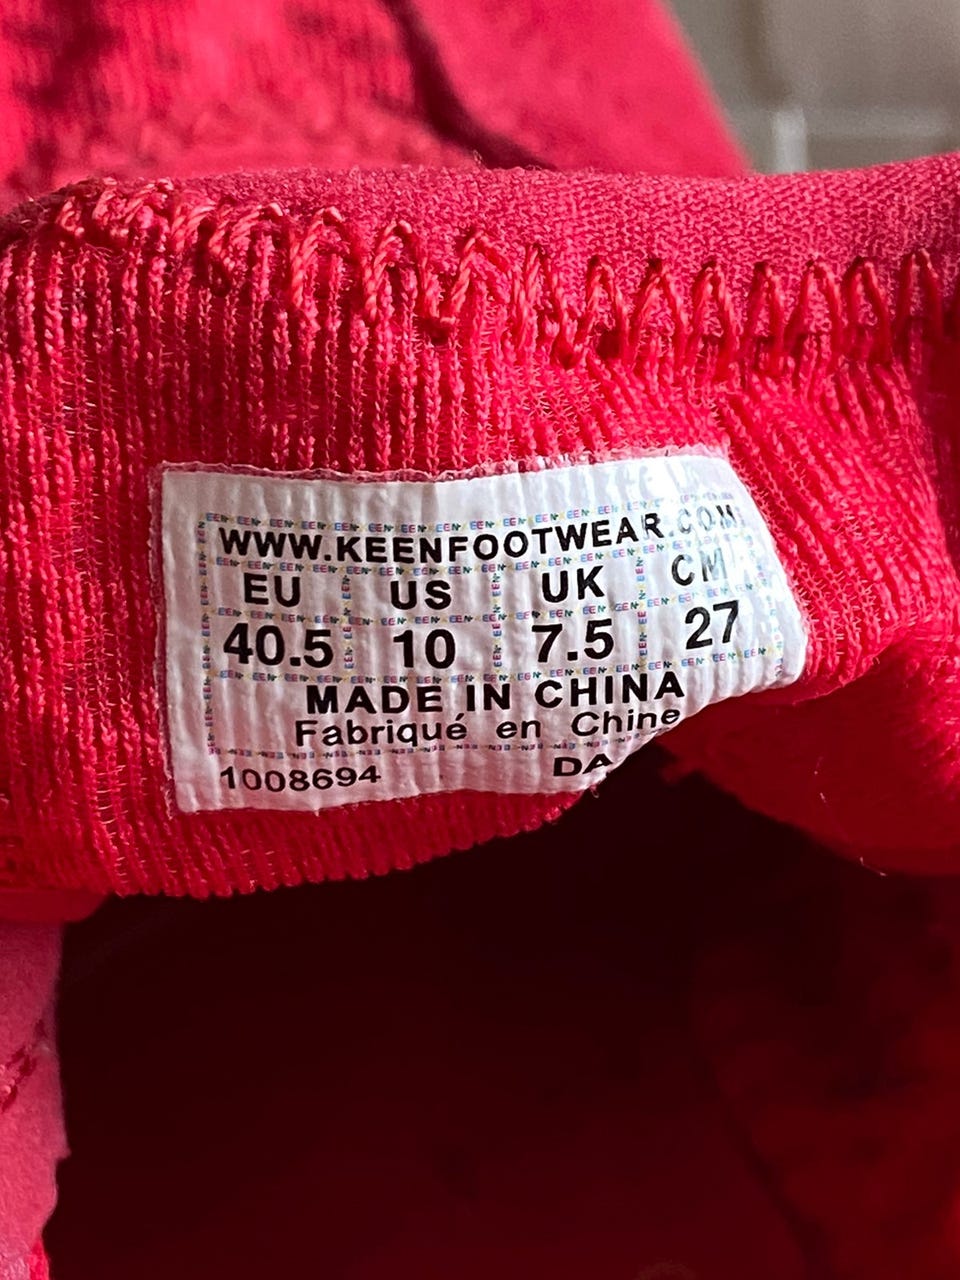 WWW.KEENFOOTWEAR.COM
EU US UK CM
40.5 10 7.5 27
MADE IN CHINA
Fabriqué en Chine
1008694 DA